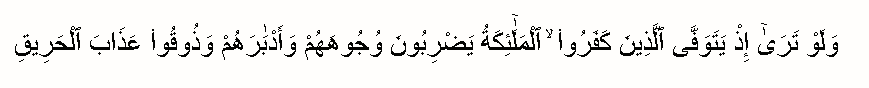 وَلَوْ تَرَىٰٓ إِذْ يَتَوَفَّى ٱلَّذِينَ كَفَرُوا۟ ۙ ٱلْمَلَٰٓئِكَةُ يَضْرِبُونَ وُجُوهَهُمْ وَأَدْبَٰرَهُمْ وَذُوقُوا۟ عَذَابَ ٱلْحَرِيقِ